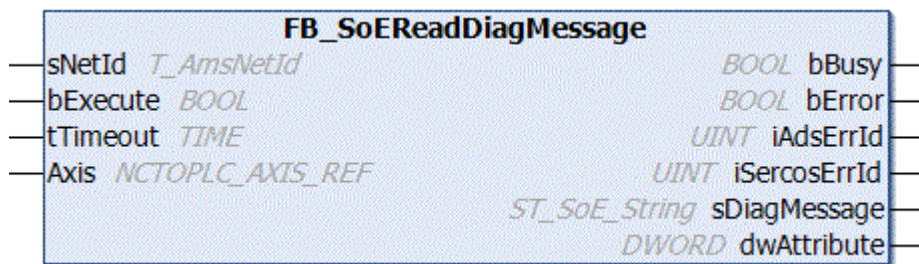 FB_SoEReadDiagMessage
sNetId T_AmsNetId BOOL bBusy
bExecute BOOL BOOL bError
tTimeout TIME UINT iAdsErrId
Axis NCTOPLC_AXIS_REF UINT iSercosErrId
ST_SoE_String sDiagMessage
DWORD dwAttribute